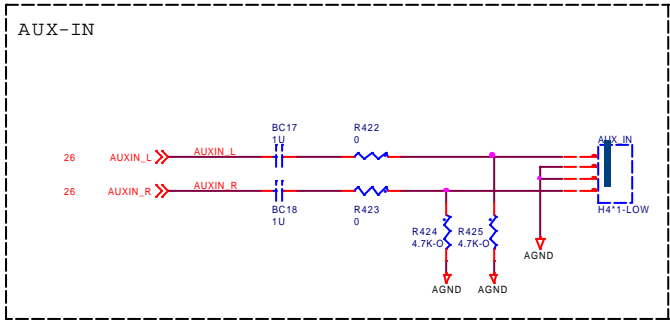 AUX-IN
BC17
1U
R422
0
AUX_IN
26 AUXIN_L AUXIN_L
26 AUXIN_R AUXIN_R
BC18
1U
R423
0
H4*1-LOW
R424
4.7K-O
R425
4.7K-O
AGND
AGND
AGND